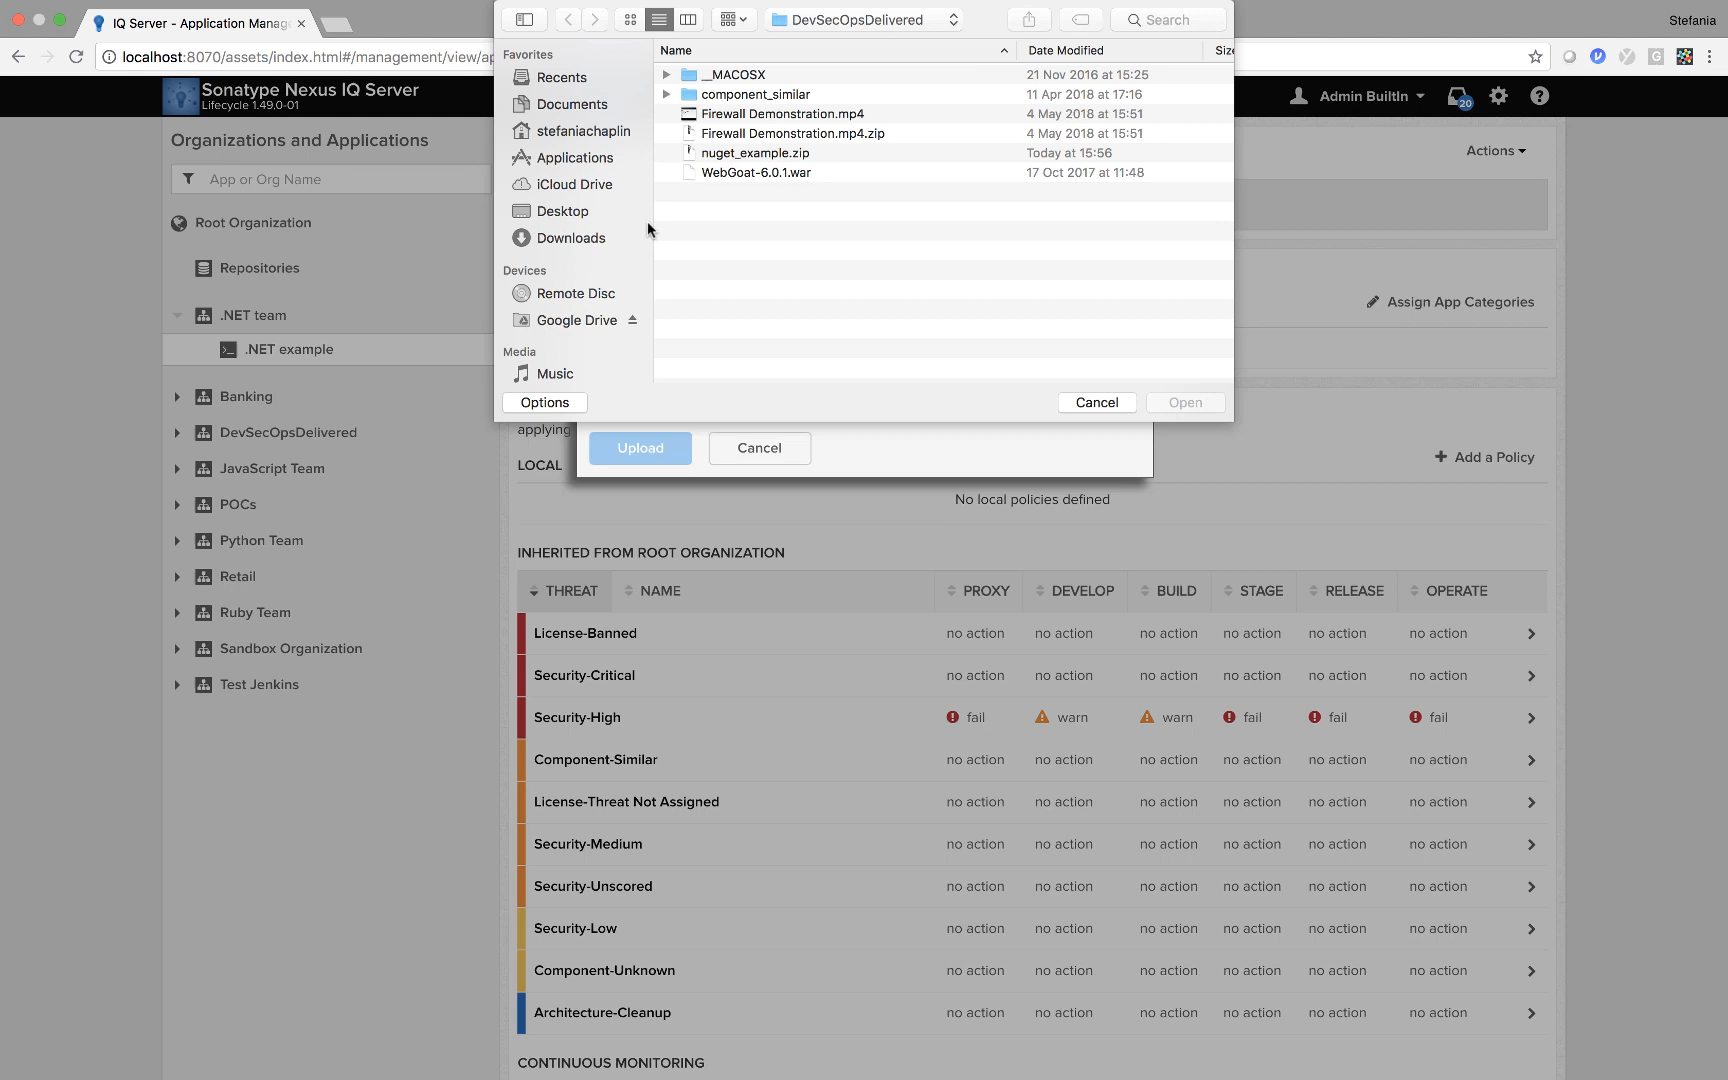 IQ Server - Application Manag
Stefania
localhost:8070/assets/index.html#/management/view/ap
DevSecOpsDelivered
Search
Favorites
Recents
Documents
stefaniachaplin
Applications
iCloud Drive
Desktop
Downloads
Devices
Remote Disc
Google Drive
Media
Music
Name Date Modified Size
__MACOSX 21 Nov 2016 at 15:25
component_similar 11 Apr 2018 at 17:16
Firewall Demonstration.mp4 4 May 2018 at 15:51
Firewall Demonstration.mp4.zip 4 May 2018 at 15:51
nuget_example.zip Today at 15:56
WebGoat-6.0.1.war 17 Oct 2017 at 11:48
Options Cancel Open
Sonatype Nexus IQ Server
Lifecycle 1.49.0-01
Admin BuiltIn 20
Organizations and Applications
App or Org Name
Root Organization
Repositories
.NET team
.NET example
Banking
DevSecOpsDelivered
JavaScript Team
POCs
Python Team
Retail
Ruby Team
Sandbox Organization
Test Jenkins
Actions
Assign App Categories
applying
Upload Cancel
LOCAL
Add a Policy
No local policies defined
INHERITED FROM ROOT ORGANIZATION
THREAT NAME PROXY DEVELOP BUILD STAGE RELEASE OPERATE
License-Banned no action no action no action no action no action no action
Security-Critical no action no action no action no action no action no action
Security-High fail warn warn fail fail fail
Component-Similar no action no action no action no action no action no action
License-Threat Not Assigned no action no action no action no action no action no action
Security-Medium no action no action no action no action no action no action
Security-Unscored no action no action no action no action no action no action
Security-Low no action no action no action no action no action no action
Component-Unknown no action no action no action no action no action no action
Architecture-Cleanup no action no action no action no action no action no action
CONTINUOUS MONITORING